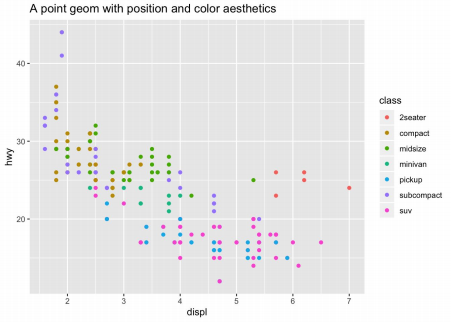 A point geom with position and color aesthetics
40
30
20
hwy
2
3
4
5
6
7
displ
class
2seater
compact
midsize
minivan
pickup
subcompact
suv